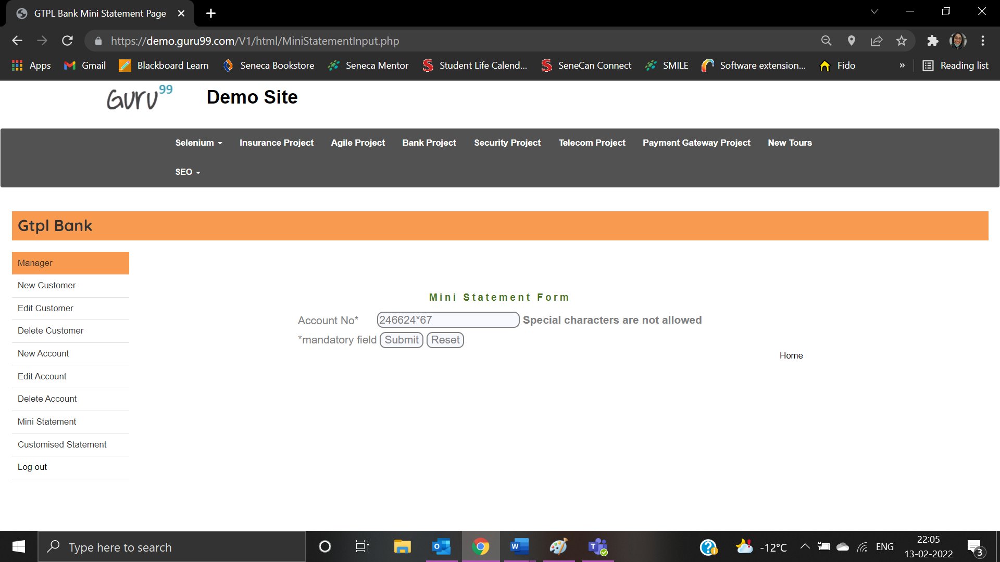 GTPL Bank Mini Statement Page
https://demo.guru99.com/V1/html/MiniStatementInput.php
Apps Gmail Blackboard Learn Seneca Bookstore Seneca Mentor Student Life Calend... SeneCan Connect SMILE Software extension... Fido » Reading list
Guru99 Demo Site
Selenium Insurance Project Agile Project Bank Project Security Project Telecom Project Payment Gateway Project New Tours
SEO
Gtpl Bank
Manager
New Customer
Edit Customer
Delete Customer
New Account
Edit Account
Delete Account
Mini Statement
Customised Statement
Log out
Mini Statement Form
Account No* 246624*67 Special characters are not allowed
*mandatory field Submit Reset
Home
Type here to search
-12°C ENG
22:05
13-02-2022
3